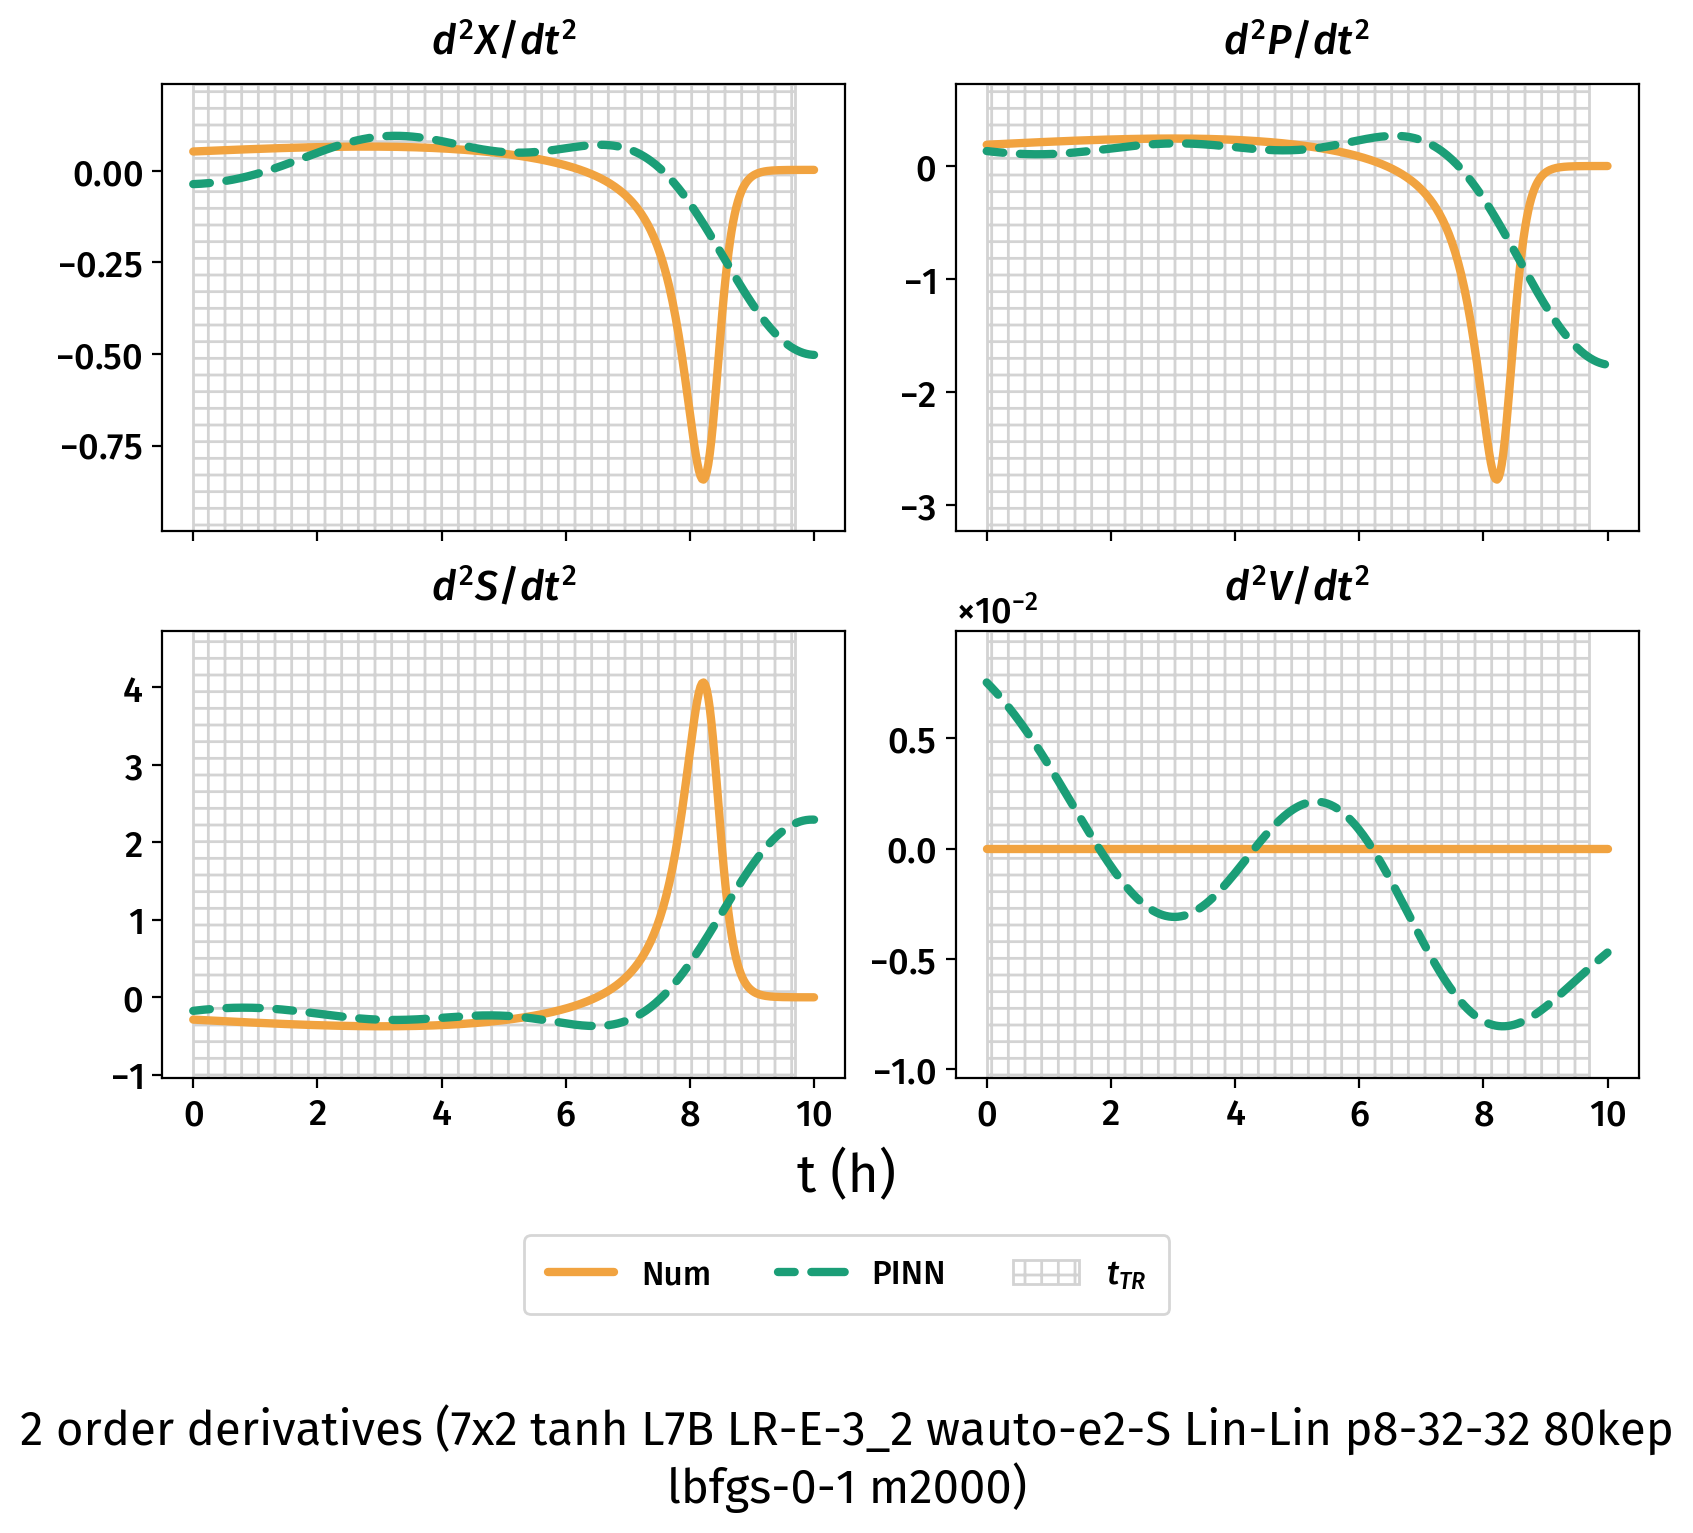 d²X/dt²
d²P/dt²
0.00
−0.25
−0.50
−0.75
0
−1
−2
−3
d²S/dt²
d²V/dt²
×10⁻²
4
3
2
1
0
−1
0.5
0.0
−0.5
−1.0
0 2 4 6 8 10
0 2 4 6 8 10
t (h)
Num PINN t_TR
2 order derivatives (7x2 tanh L7B LR-E-3_2 wauto-e2-S Lin-Lin p8-32-32 80kep
lbfgs-0-1 m2000)